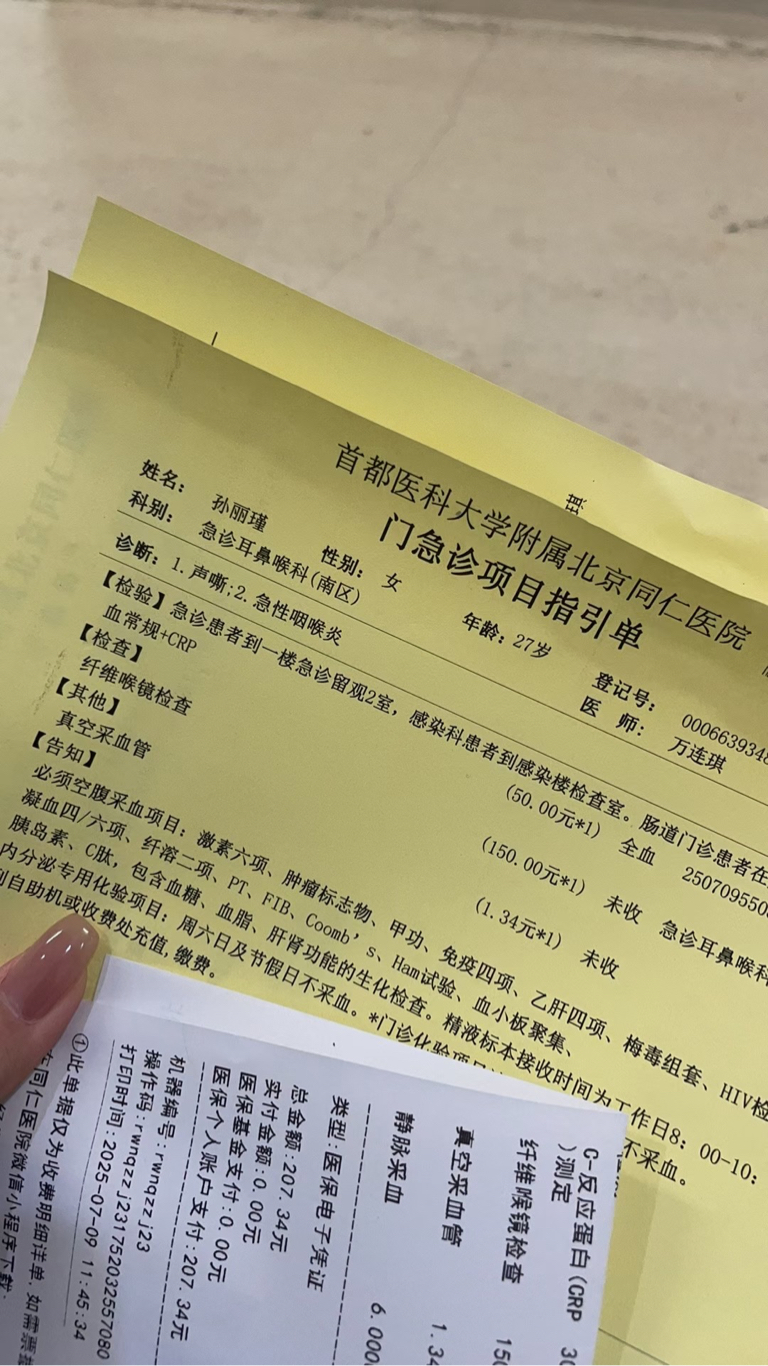 首都医科大学附属北京同仁医院
门急诊项目指引单
姓名: 孙丽瑾 性别: 女 年龄: 27岁 登记号: 0006639348
科别: 急诊耳鼻喉科(南区) 医 师: 万连琪
诊断: 1.声嘶;2.急性咽喉炎
【检验】急诊患者到一楼急诊留观2室, 感染科患者到感染楼检查室。肠道门诊患者在
血常规+CRP (50.00元*1) 全血 2507095508
【检查】
纤维喉镜检查 (150.00元*1) 未收 急诊耳鼻喉科
【其他】
真空采血管 (1.34元*1) 未收
【告知】
必须空腹采血项目: 激素六项、肿瘤标志物、甲功、免疫四项、乙肝四项、梅毒组套、HIV检
凝血四/六项、纤溶二项、PT、FIB、Coomb's、Ham试验、血小板聚集、
胰岛素、C肽, 包含血糖、血脂、肝肾功能的生化检查。精液标本接收时间为工作日8: 00-10:
内分泌专用化验项目: 周六日及节假日不采血。*门诊化验项目
不采血。
到自助机或收费处充值,缴费。
琪
C-反应蛋白(CRP
)测定
纤维喉镜检查 150
真空采血管 1.34
静脉采血 6.000
类型:医保电子凭证
总金额:207.34元
实付金额:0.00元
医保基金支付:0.00元
医保个人账户支付:207.34元
机器编号:rwnqzzj23
操作码:rwnqzzj231752032557080
打印时间:2025-07-09 11:45:34
①此单据仅为收费明细详单.如需票据
同仁医院微信小程序下载.